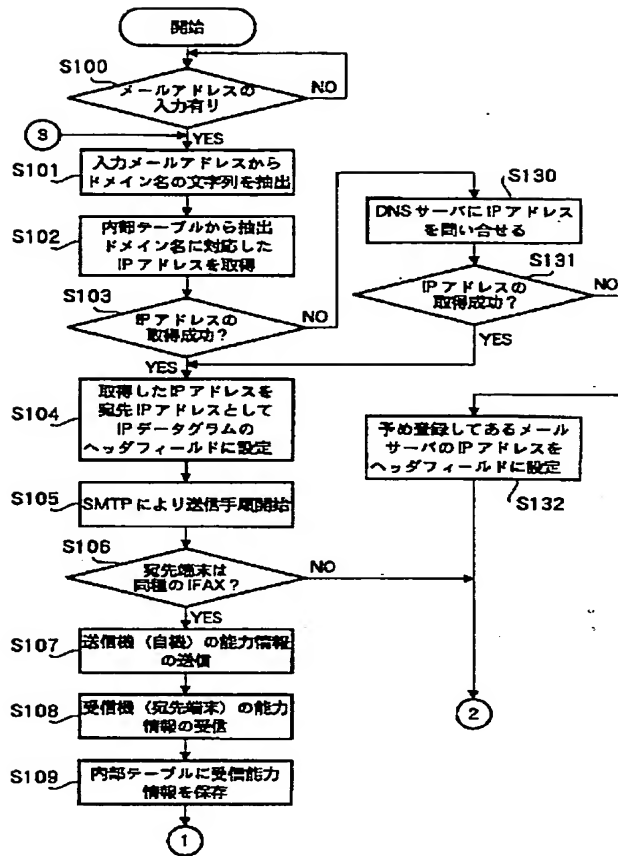 開始
S100
メールアドレスの
入力有り
NO
YES
S101
入力メールアドレスから
ドメイン名の文字列を抽出
S102
内部テーブルから抽出
ドメイン名に対応した
IPアドレスを取得
S103
IPアドレスの
取得成功?
NO
YES
S130
DNSサーバにIPアドレス
を問い合せる
S131
IPアドレスの
取得成功?
NO
YES
S104
取得したIPアドレスを
宛先IPアドレスとして
IPデータグラムの
ヘッダフィールドに設定
予め登録してあるメール
サーバのIPアドレスを
ヘッダフィールドに設定
S132
S105
SMTPにより送信手順開始
S106
宛先端末は
同種のIFAX?
NO
YES
S107
送信機(自機)の能力情報
の送信
S108
受信機(宛先端末)の能力
情報の受信
2
S109
内部テーブルに受信能力
情報を保存
1